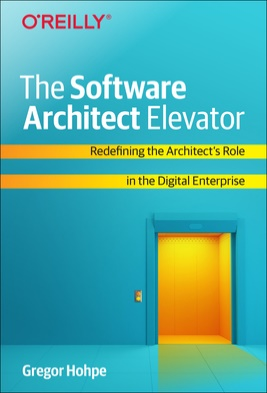 O'REILLY®
The Software
Architect Elevator
Redefining the Architect's Role
in the Digital Enterprise
Gregor Hohpe